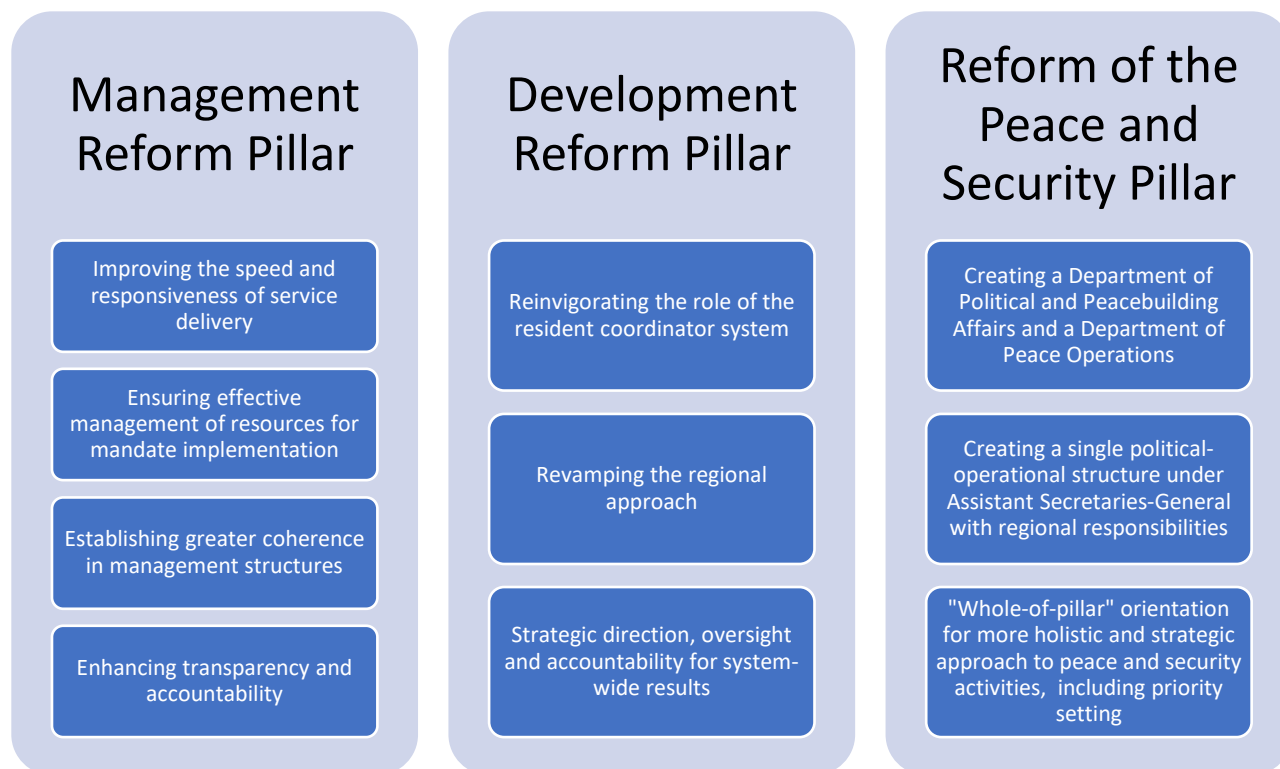 Management
Reform Pillar
Improving the speed and
responsiveness of service
delivery
Ensuring effective
management of resources for
mandate implementation
Establishing greater coherence
in management structures
Enhancing transparency and
accountability
Development
Reform Pillar
Reinvigorating the role of the
resident coordinator system
Revamping the regional
approach
Strategic direction, oversight
and accountability for system-
wide results
Reform of the
Peace and
Security Pillar
Creating a Department of
Political and Peacebuilding
Affairs and a Department of
Peace Operations
Creating a single political-
operational structure under
Assistant Secretaries-General
with regional responsibilities
"Whole-of-pillar" orientation
for more holistic and strategic
approach to peace and security
activities,  including priority
setting